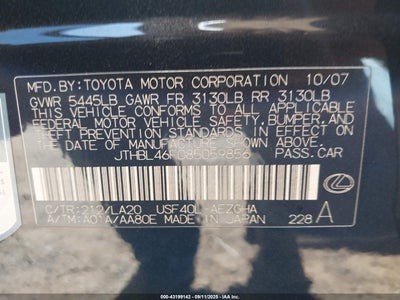 MFD.BY:TOYOTA MOTOR CORPORATION 10/07
GVWR 5445LB GAWR FR 3130LB RR 3130LB
THIS VEHICLE CONFORMS TO ALL APPLICABLE
FEDERAL MOTOR VEHICLE SAFETY, BUMPER, AND
THEFT PREVENTION STANDARDS IN EFFECT ON
THE DATE OF MANUFACTURE SHOWN ABOVE.
PASS.CAR
C/TR:212/LA20 USF40L-AEZGHA
A/TM:A01A/AA80E MADE IN JAPAN 228 A
000-43199142 - 09/11/2025 - IAAI